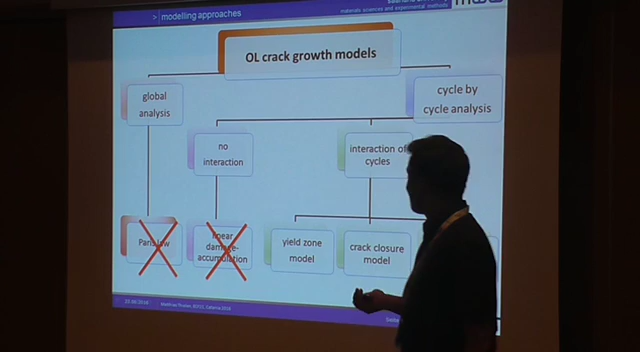 > modelling approaches
materials sciences and experimental methods
OL crack growth models
global
analysis
cycle by
cycle analysis
no
interaction
interaction of
cycles
Paris law
linear
damage-
accumulation
yield zone
model
crack closure
model